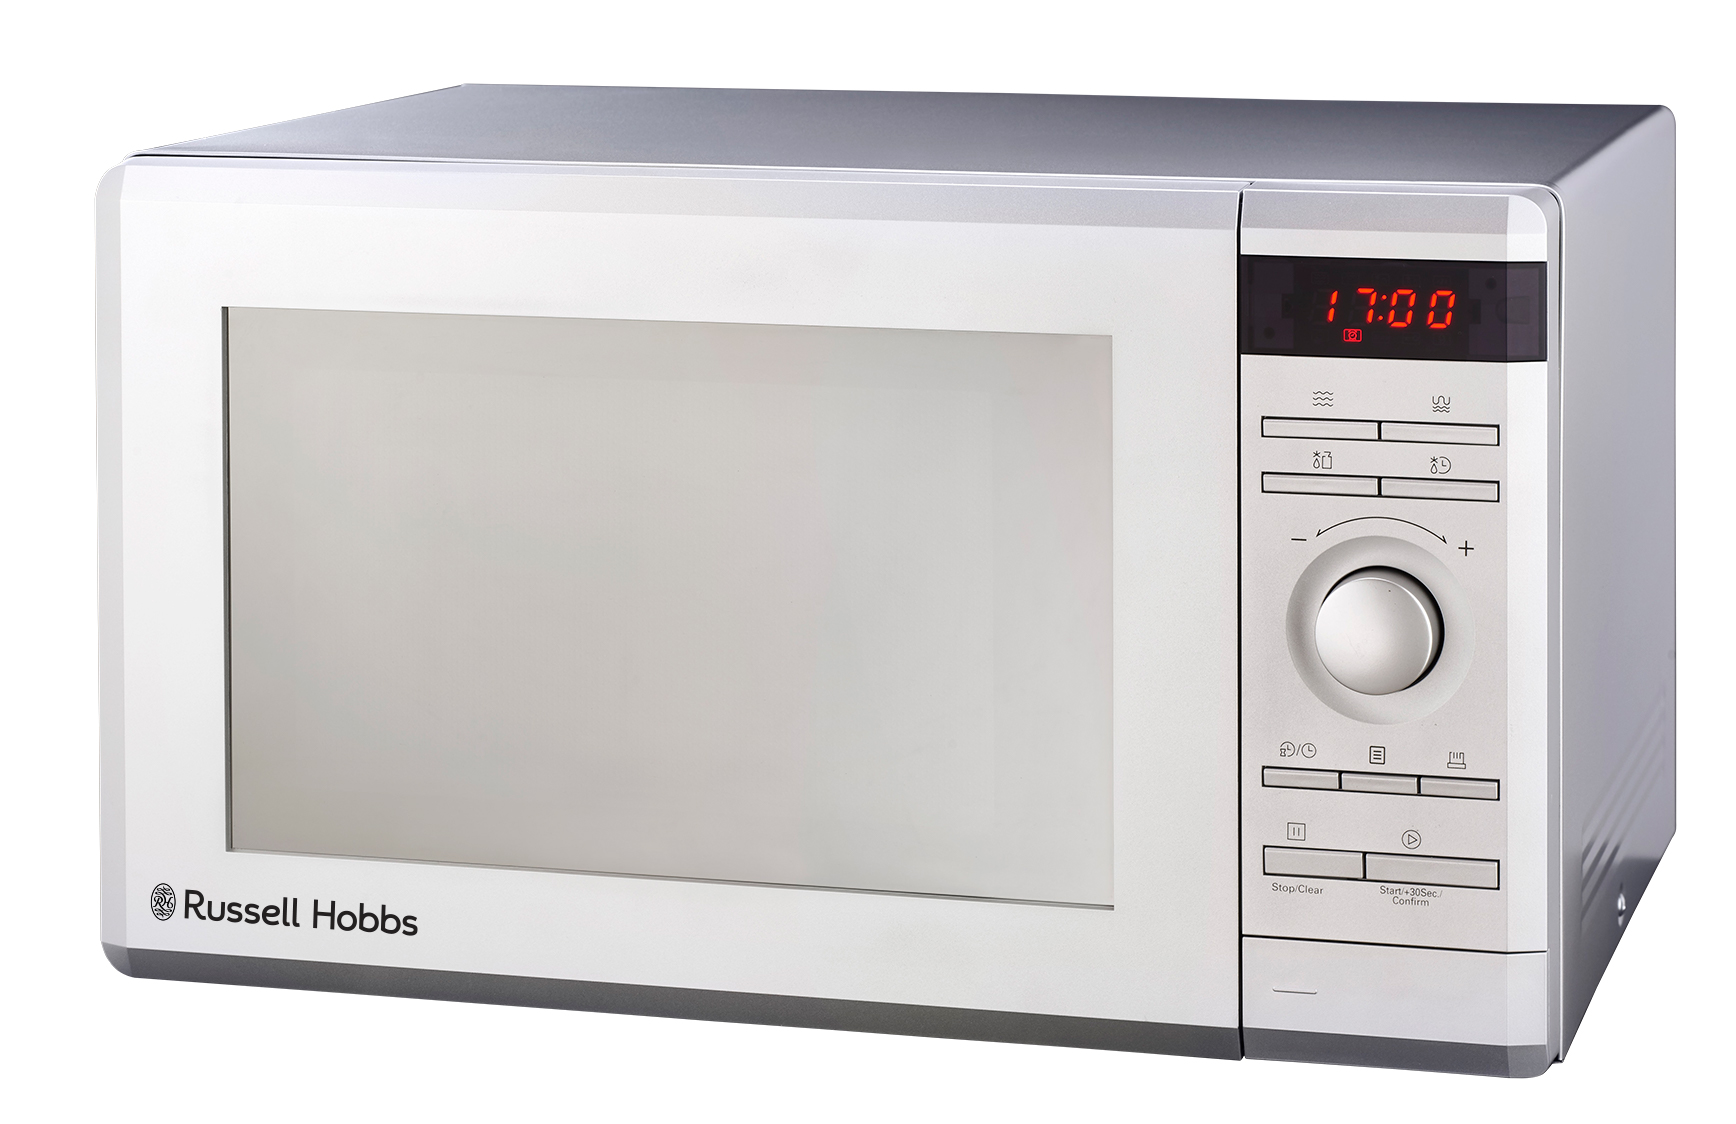 17:00
Stop/Clear
Start/+30Sec./
Confirm
Russell Hobbs